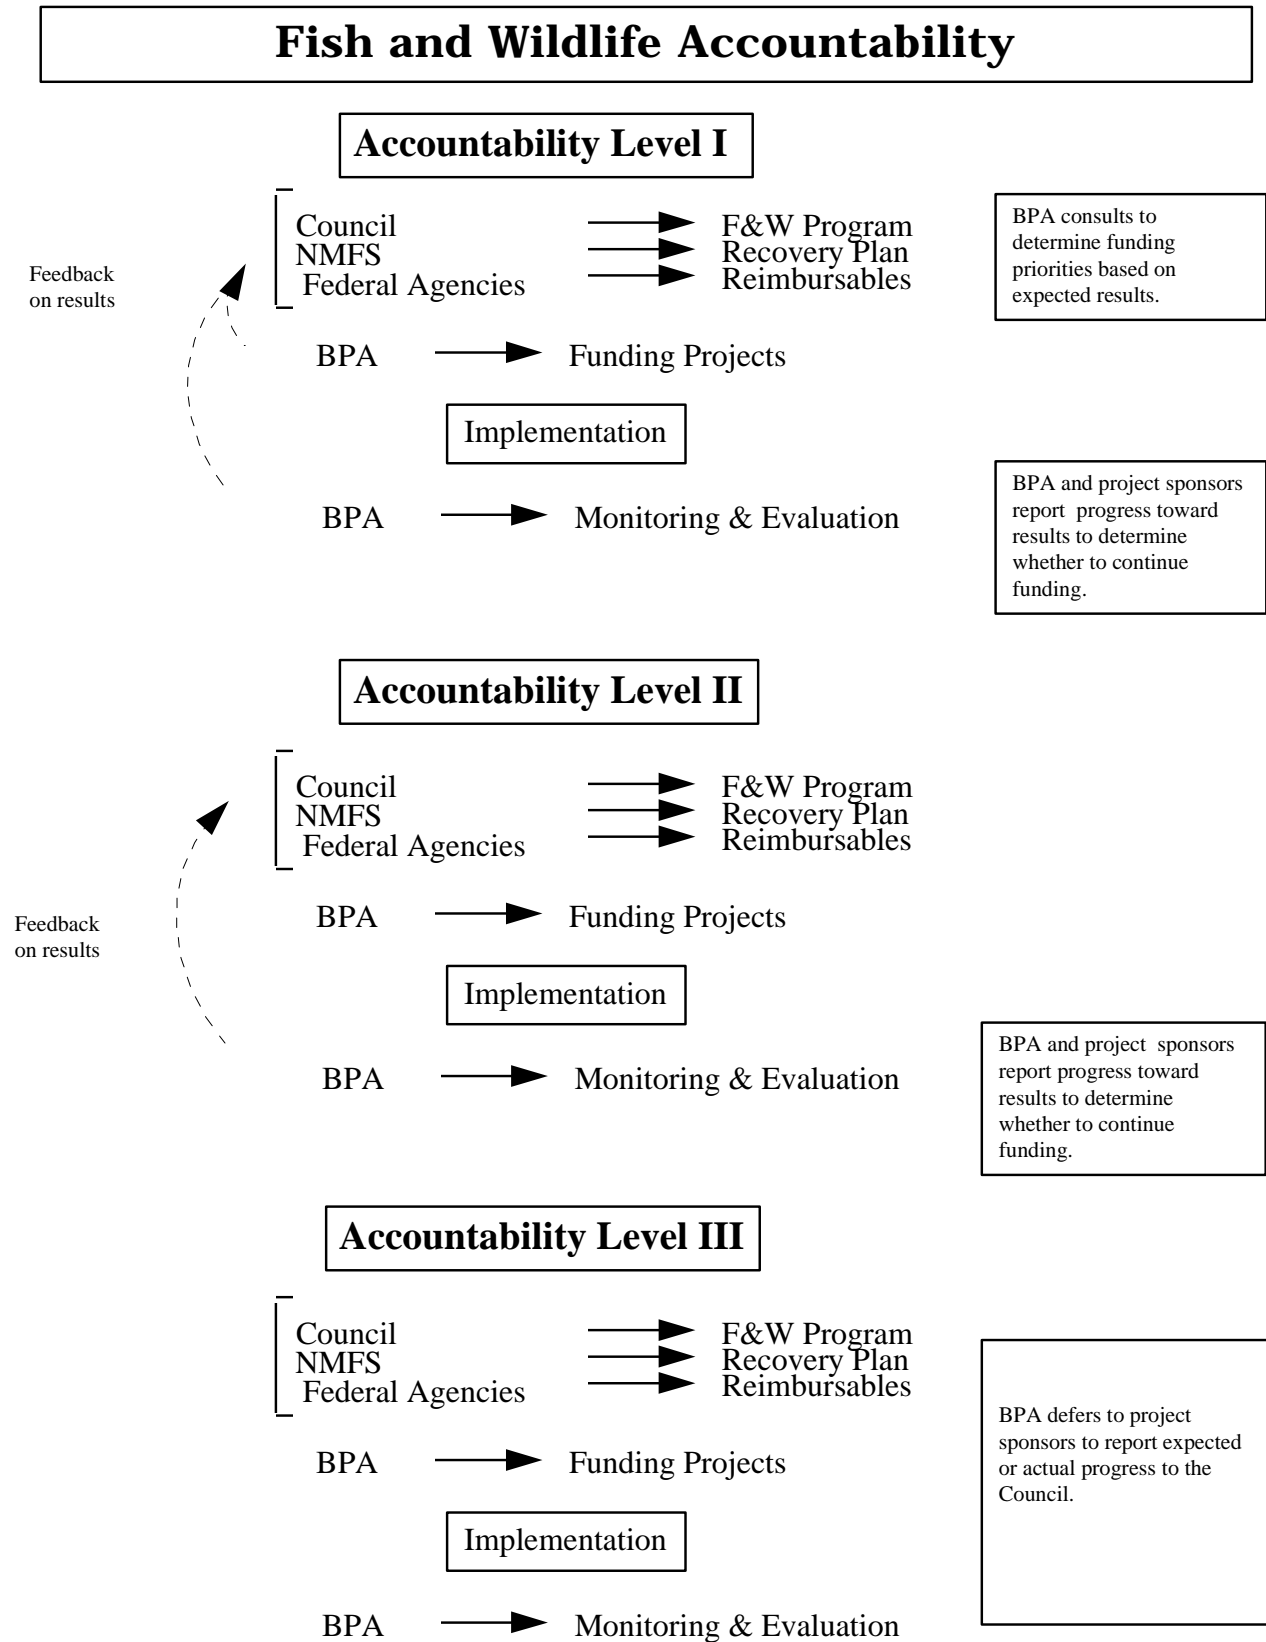 Fish and Wildlife Accountability
Accountability Level I
Council F&W Program
NMFS Recovery Plan
Federal Agencies Reimbursables
BPA consults to
determine funding
priorities based on
expected results.
Feedback
on results
BPA Funding Projects
Implementation
BPA Monitoring & Evaluation
BPA and project sponsors
report progress toward
results to determine
whether to continue
funding.
Accountability Level II
Council F&W Program
NMFS Recovery Plan
Federal Agencies Reimbursables
Feedback
on results
BPA Funding Projects
Implementation
BPA Monitoring & Evaluation
BPA and project sponsors
report progress toward
results to determine
whether to continue
funding.
Accountability Level III
Council F&W Program
NMFS Recovery Plan
Federal Agencies Reimbursables
BPA Funding Projects
BPA defers to project
sponsors to report expected
or actual progress to the
Council.
Implementation
BPA Monitoring & Evaluation